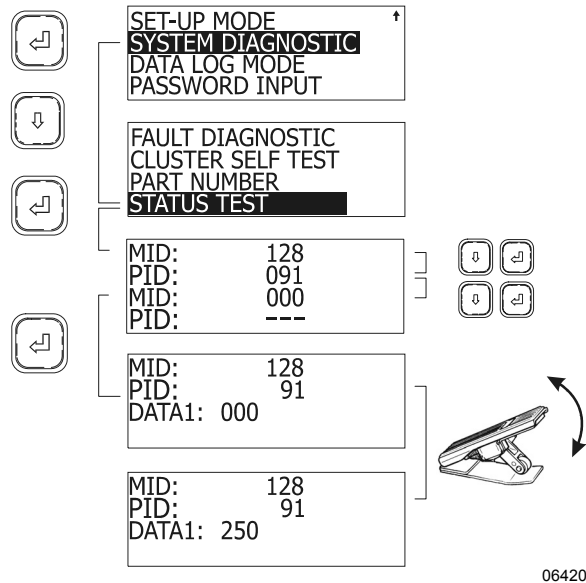 SET-UP MODE
SYSTEM DIAGNOSTIC
DATA LOG MODE
PASSWORD INPUT
FAULT DIAGNOSTIC
CLUSTER SELF TEST
PART NUMBER
STATUS TEST
MID: 128
PID: 091
MID: 000
PID: ---
MID: 128
PID: 91
DATA1: 000
MID: 128
PID: 91
DATA1: 250
06420